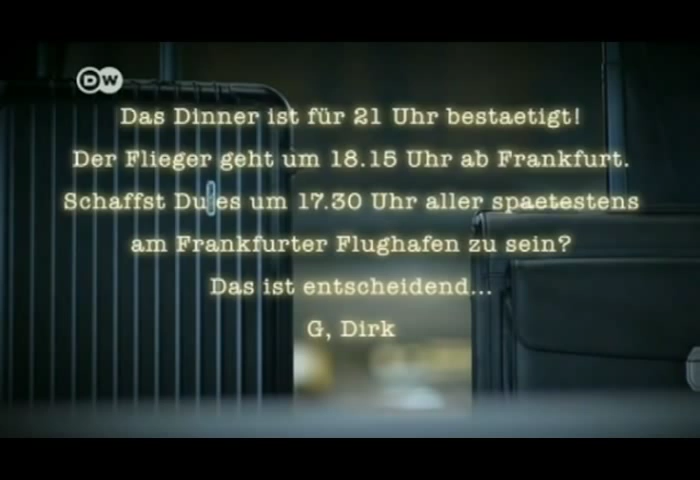 DW
Das Dinner ist für 21 Uhr bestaetigt!
Der Flieger geht um 18.15 Uhr ab Frankfurt.
Schaffst Du es um 17.30 Uhr aller spaetestens
am Frankfurter Flughafen zu sein?
Das ist entscheidend...
G, Dirk